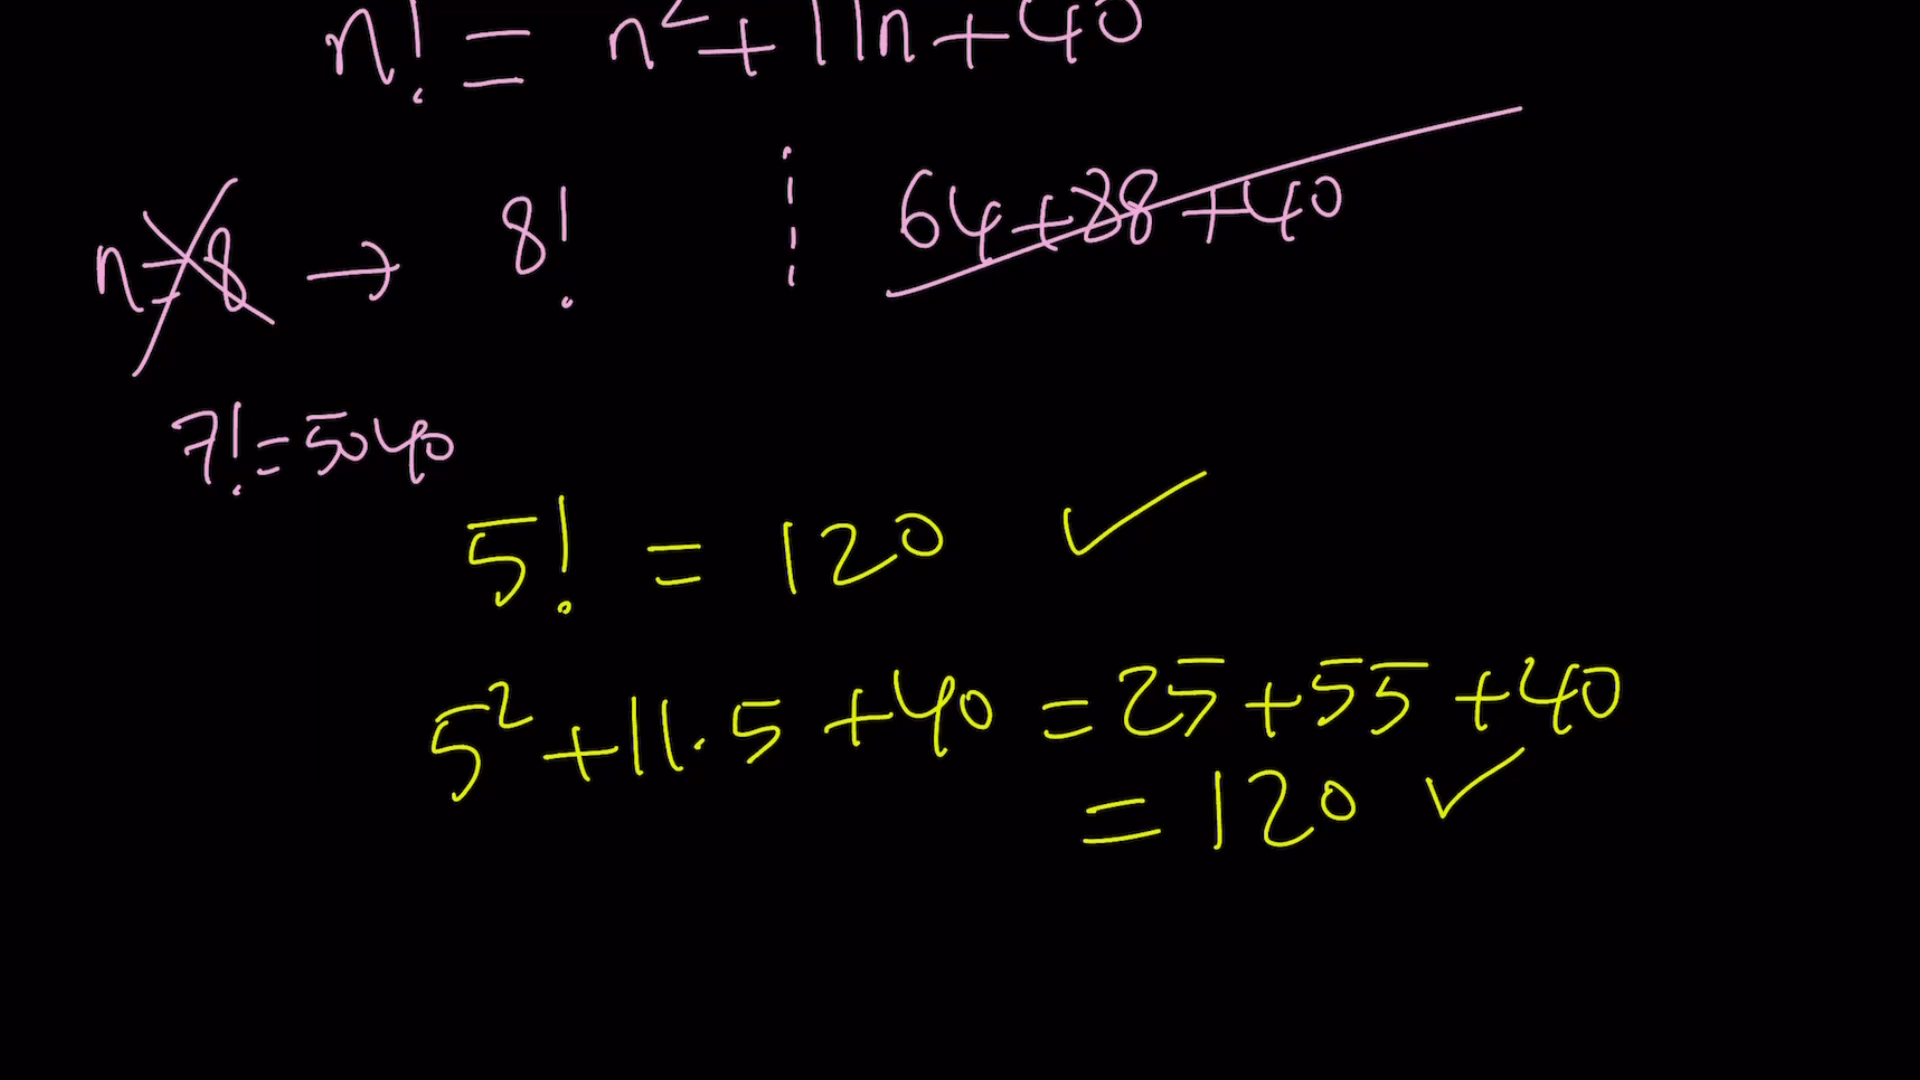 n! = n² + 11n + 40
n = 8 → 8! ¦ 64 + 88 + 40
7! = 5040
5! = 120 ✓
5² + 11·5 + 40 = 25 + 55 + 40
= 120 ✓